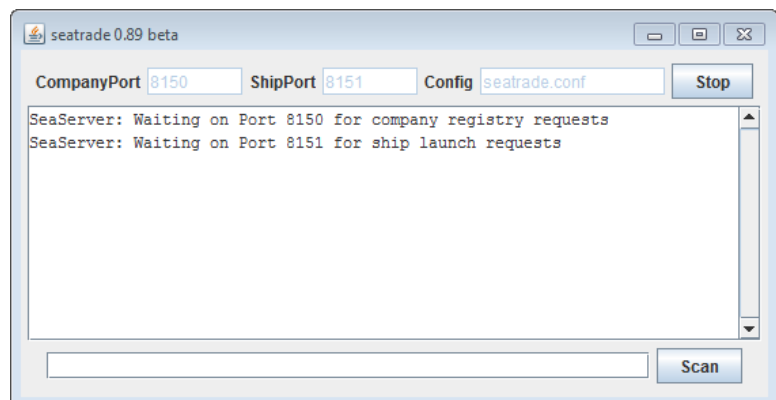 seatrade 0.89 beta
CompanyPort 8150 ShipPort 8151 Config seatrade.conf Stop
SeaServer: Waiting on Port 8150 for company registry requests
SeaServer: Waiting on Port 8151 for ship launch requests
Scan